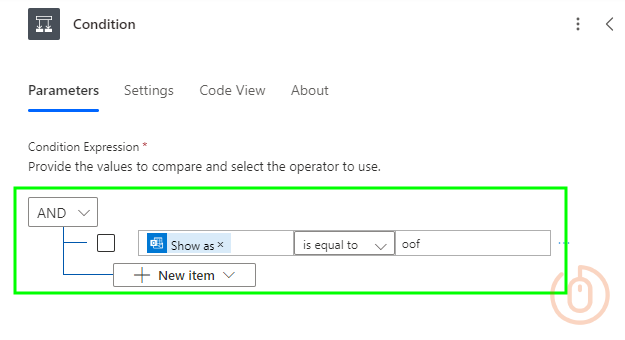 Condition
Parameters Settings Code View About
Condition Expression *
Provide the values to compare and select the operator to use.
AND
Show as × is equal to oof
New item